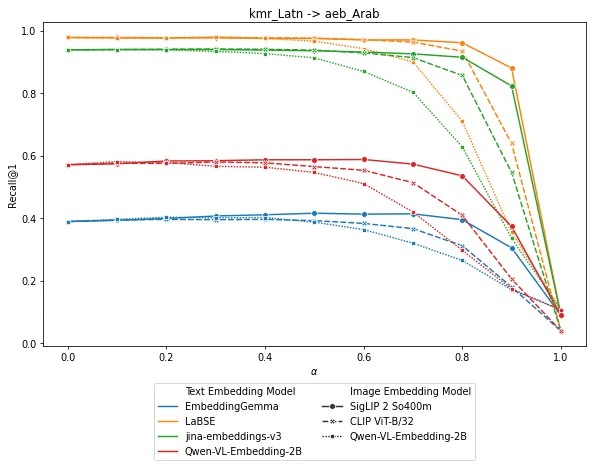 kmr_Latn -> aeb_Arab
Recall@1
1.0
0.8
0.6
0.4
0.2
0.0
0.0 0.2 0.4 0.6 0.8 1.0
α
Text Embedding Model
EmbeddingGemma
LaBSE
jina-embeddings-v3
Qwen-VL-Embedding-2B
Image Embedding Model
SigLIP 2 So400m
CLIP ViT-B/32
Qwen-VL-Embedding-2B